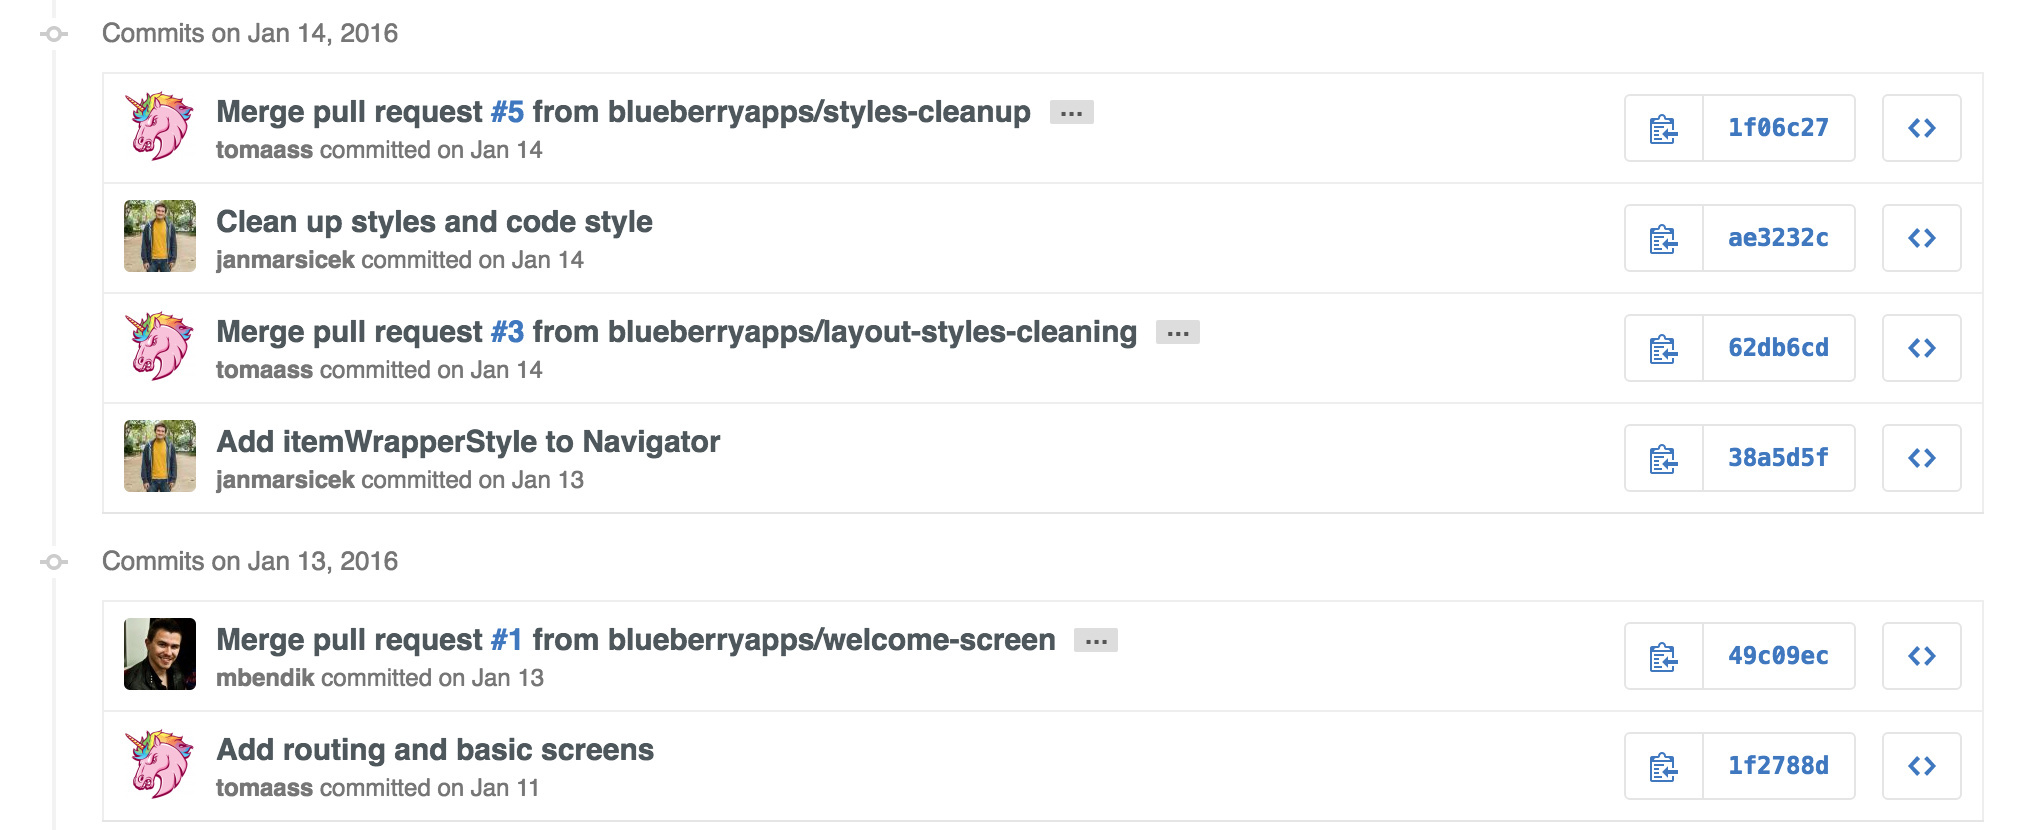 Commits on Jan 14, 2016
Merge pull request #5 from blueberryapps/styles-cleanup ...
tomaass committed on Jan 14
1f06c27
Clean up styles and code style
janmarsicek committed on Jan 14
ae3232c
Merge pull request #3 from blueberryapps/layout-styles-cleaning ...
tomaass committed on Jan 14
62db6cd
Add itemWrapperStyle to Navigator
janmarsicek committed on Jan 13
38a5d5f
Commits on Jan 13, 2016
Merge pull request #1 from blueberryapps/welcome-screen ...
mbendik committed on Jan 13
49c09ec
Add routing and basic screens
tomaass committed on Jan 11
1f2788d